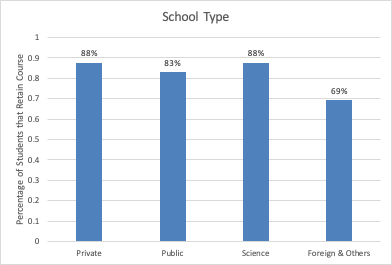 School Type
Percentage of Students that Retain Course
1
0.9
0.8
0.7
0.6
0.5
0.4
0.3
0.2
0.1
0
88%
83%
88%
69%
Private
Public
Science
Foreign & Others